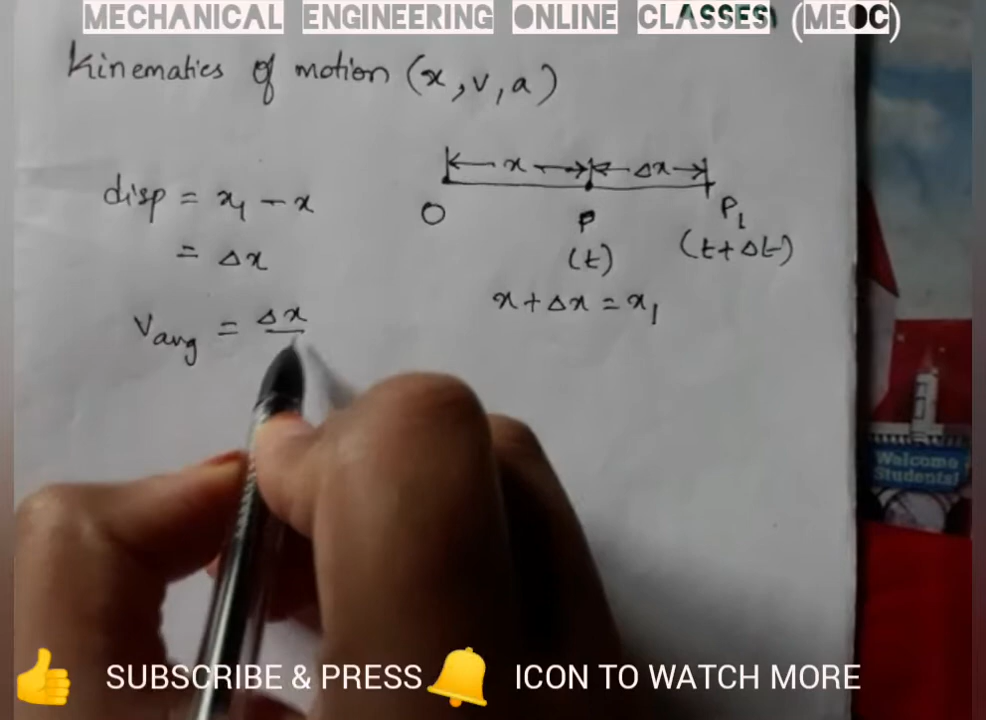 MECHANICAL ENGINEERING ONLINE CLASSES (MEOC)
Kinematics of motion (x, v, a)
x Δx
disp = x₁ - x
O P P₁
= Δx
(t) (t + Δt)
x + Δx = x₁
Vavg = Δx
Welcome
Students!
SUBSCRIBE & PRESS ICON TO WATCH MORE